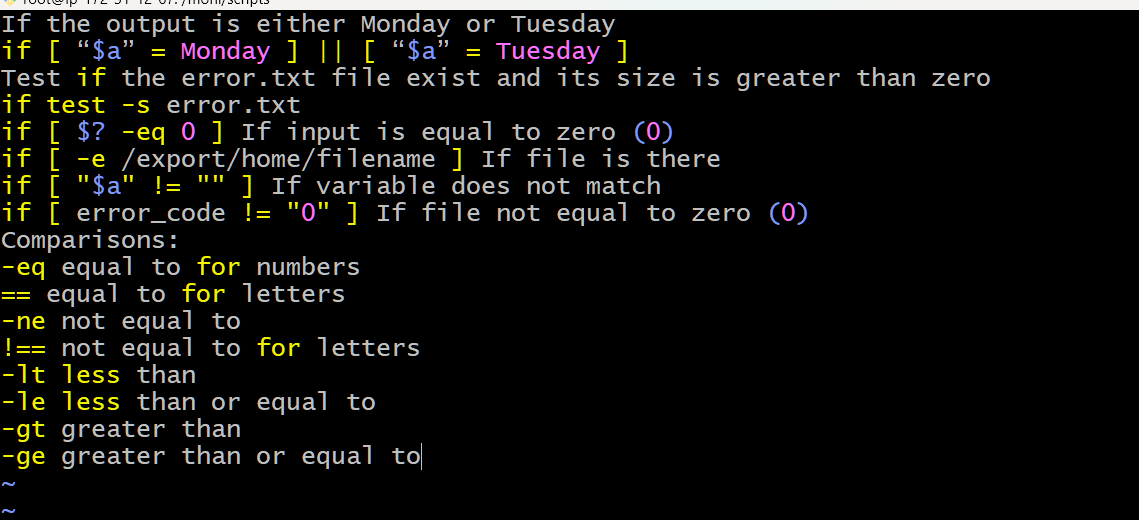 If the output is either Monday or Tuesday
if [ “$a” = Monday ] || [ “$a” = Tuesday ]
Test if the error.txt file exist and its size is greater than zero
if test -s error.txt
if [ $? -eq 0 ] If input is equal to zero (0)
if [ -e /export/home/filename ] If file is there
if [ "$a" != "" ] If variable does not match
if [ error_code != "0" ] If file not equal to zero (0)
Comparisons:
-eq equal to for numbers
== equal to for letters
-ne not equal to
!== not equal to for letters
-lt less than
-le less than or equal to
-gt greater than
-ge greater than or equal to
~
~